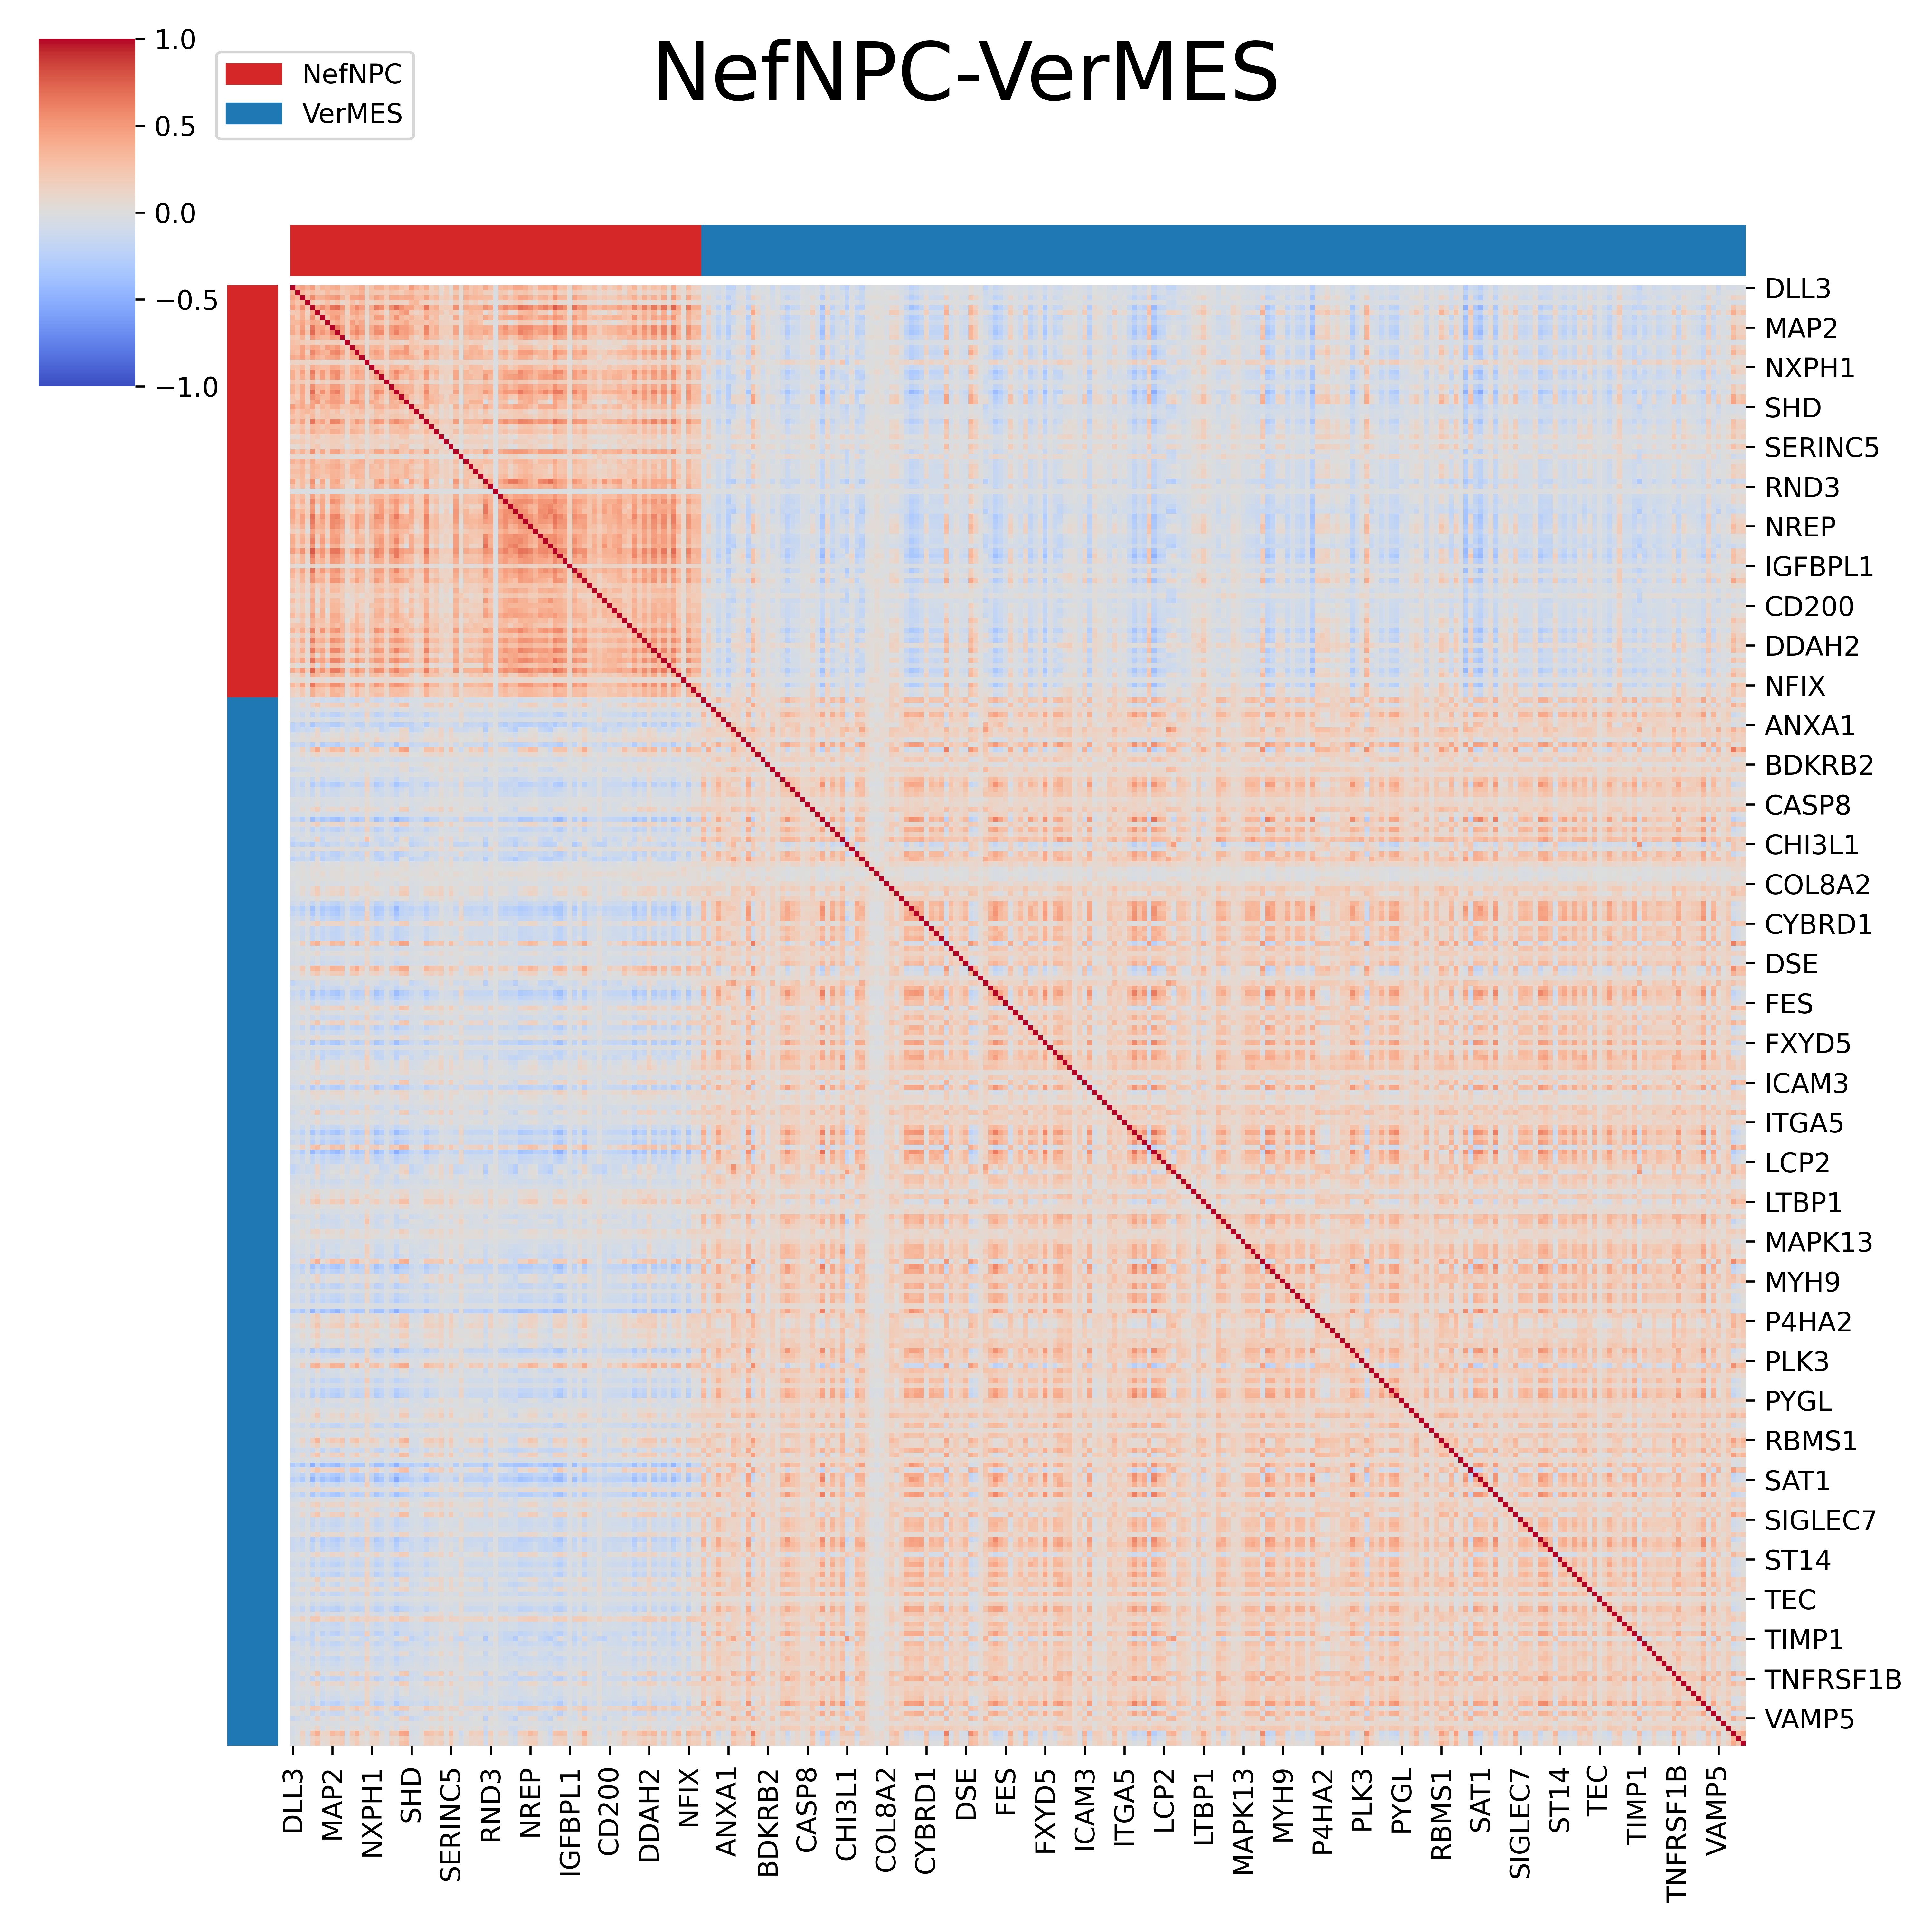 NefNPC-VerMES
1.0
0.5
0.0
−0.5
−1.0
NefNPC
VerMES
DLL3
MAP2
NXPH1
SHD
SERINC5
RND3
NREP
IGFBPL1
CD200
DDAH2
NFIX
ANXA1
BDKRB2
CASP8
CHI3L1
COL8A2
CYBRD1
DSE
FES
FXYD5
ICAM3
ITGA5
LCP2
LTBP1
MAPK13
MYH9
P4HA2
PLK3
PYGL
RBMS1
SAT1
SIGLEC7
ST14
TEC
TIMP1
TNFRSF1B
VAMP5
DLL3
MAP2
NXPH1
SHD
SERINC5
RND3
NREP
IGFBPL1
CD200
DDAH2
NFIX
ANXA1
BDKRB2
CASP8
CHI3L1
COL8A2
CYBRD1
DSE
FES
FXYD5
ICAM3
ITGA5
LCP2
LTBP1
MAPK13
MYH9
P4HA2
PLK3
PYGL
RBMS1
SAT1
SIGLEC7
ST14
TEC
TIMP1
TNFRSF1B
VAMP5